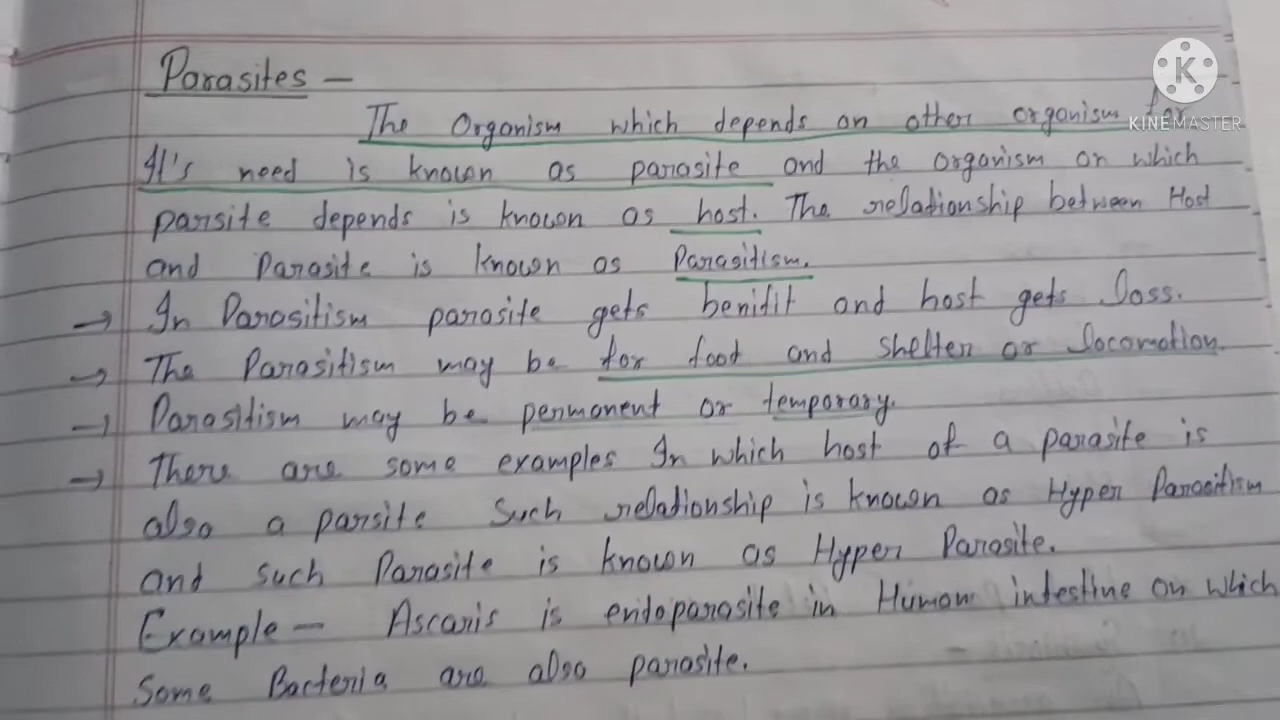 Parasites –
The Organism which depends on other organism for
It's need is known as parasite and the organism on which
parsite depends is known as host. The relationship between Host
and Parasite is known as Parasitism.
→ In Parasitism parasite gets benifit and host gets loss.
→ The Parasitism may be for food and shelter or locomotion.
→ Parasitism may be permanent or temporary.
→ There are some examples In which host of a parasite is
also a parsite Such relationship is known as Hyper Parasitism
and such Parasite is known as Hyper Parasite.
Example – Ascaris is endoparasite in Human intestine on which
Some Bacteria are also parasite.
K
KINEMASTER